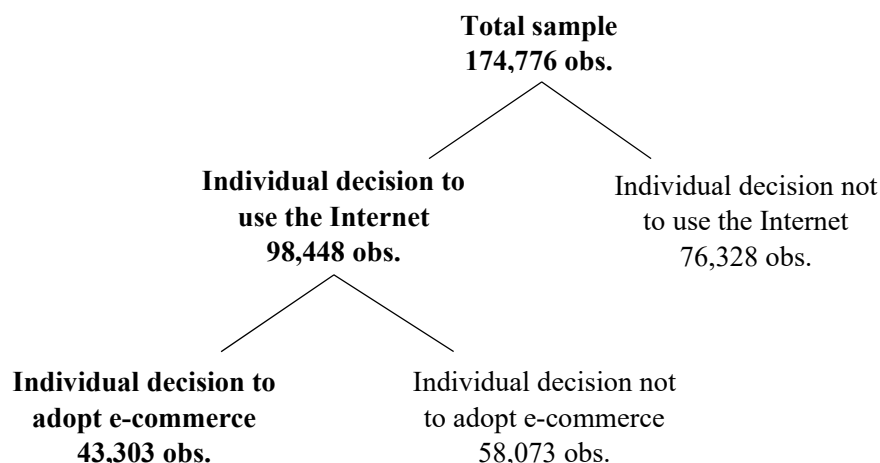 Total sample
174,776 obs.
Individual decision to
use the Internet
98,448 obs.
Individual decision not
to use the Internet
76,328 obs.
Individual decision to
adopt e-commerce
43,303 obs.
Individual decision not
to adopt e-commerce
58,073 obs.